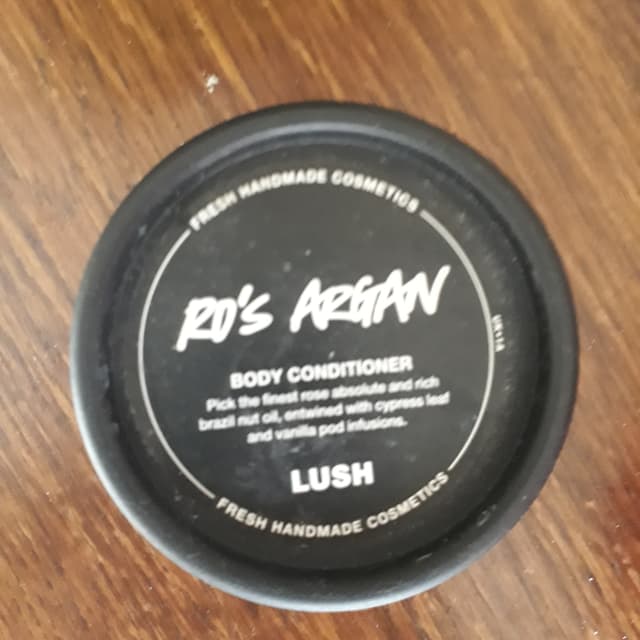 FRESH HANDMADE COSMETICS
RO'S ARGAN
BODY CONDITIONER
Pick the finest rose absolute and rich
brazil nut oil, entwined with cypress leaf
and vanilla pod infusions.
LUSH
FRESH HANDMADE COSMETICS